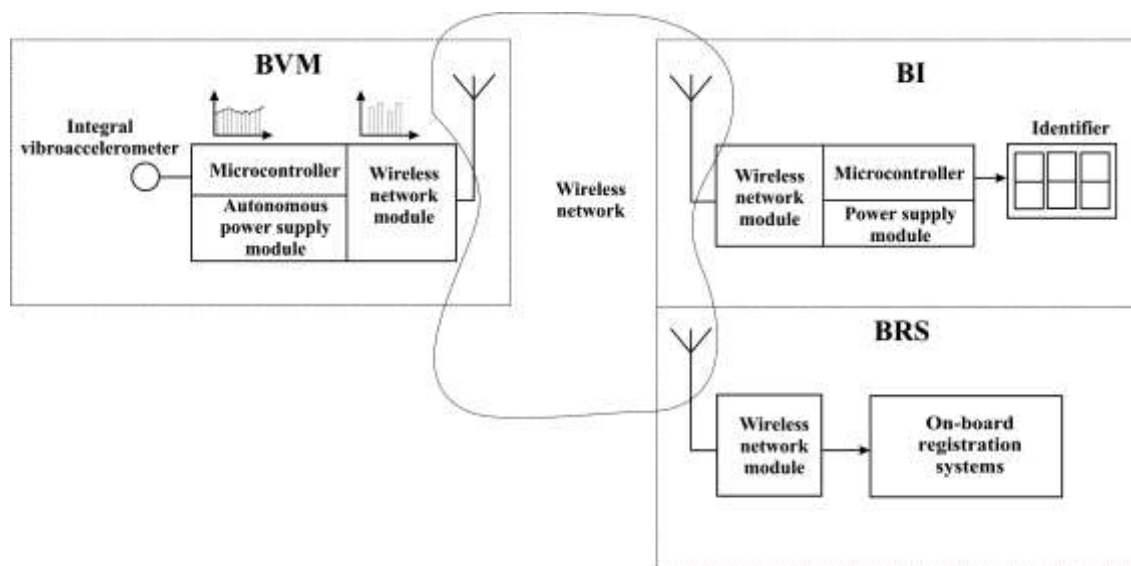 BVM
Integral
vibroaccelerometer
Microcontroller
Autonomous
power supply
module
Wireless
network
module
Wireless
network
BI
Identifier
Wireless
network
module
Microcontroller
Power supply
module
BRS
Wireless
network
module
On-board
registration
systems